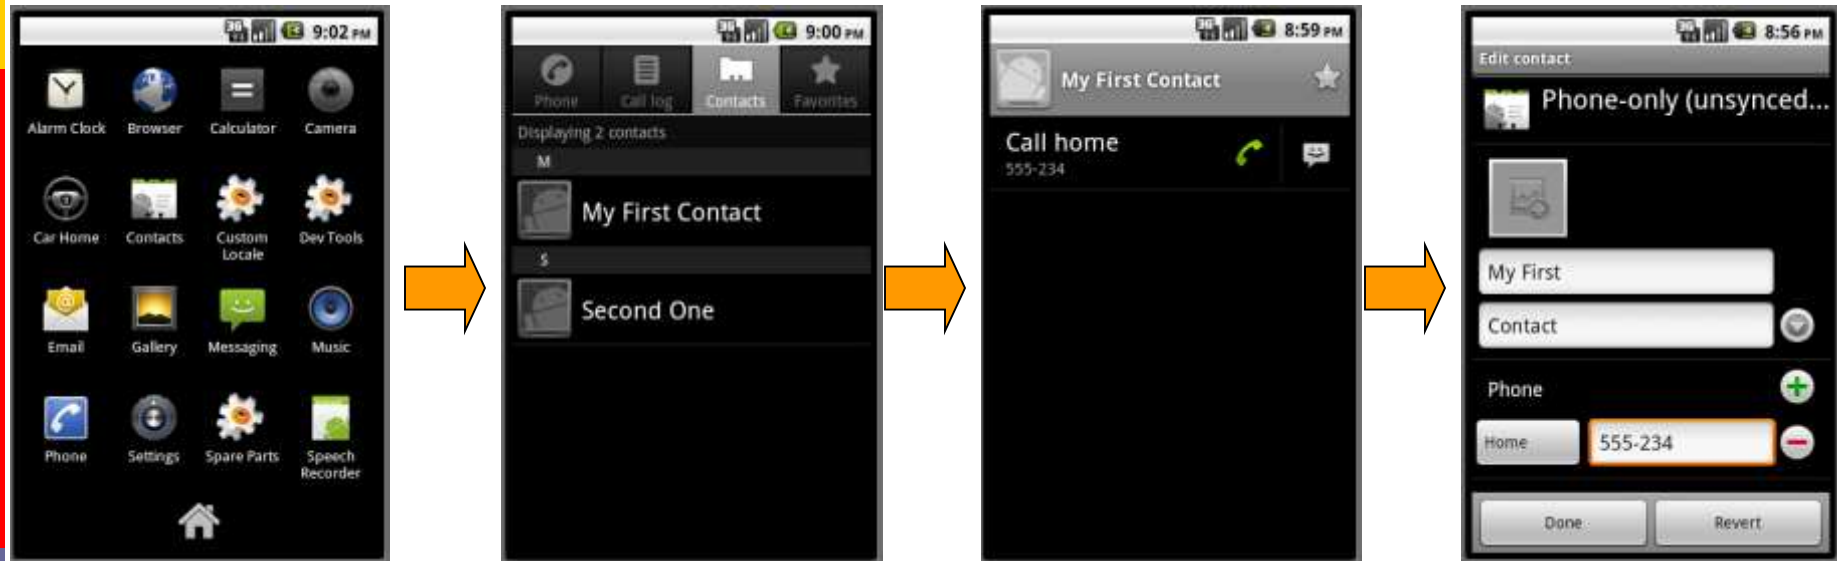 9:02 PM
Alarm Clock Browser Calculator Camera
Car Home Contacts Custom Locale Dev Tools
Email Gallery Messaging Music
Phone Settings Spare Parts Speech Recorder
9:00 PM
Phone Call log Contacts Favorites
Displaying 2 contacts
M
My First Contact
S
Second One
8:59 PM
My First Contact
Call home
555-234
8:56 PM
Edit contact
Phone-only (unsynced...
My First
Contact
Phone
Home 555-234
Done Revert